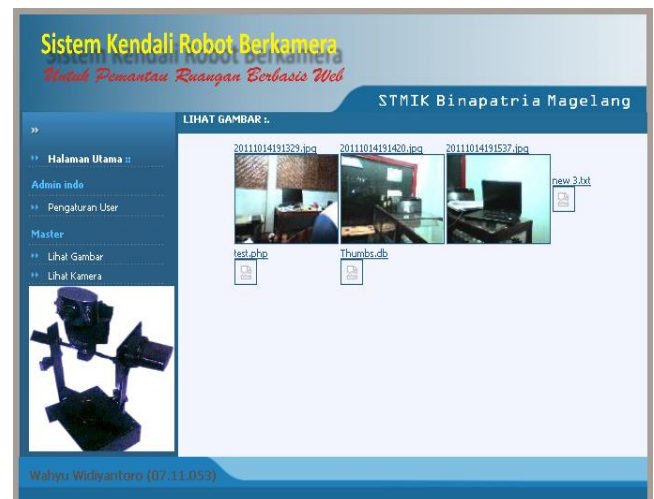 Sistem Kendali Robot Berkamera
Untuk Pemantau Ruangan Berbasis Web
STMIK Binapatria Magelang
LIHAT GAMBAR :.
»
Halaman Utama ::
Admin indo
Pengaturan User
Master
Lihat Gambar
Lihat Kamera
20111014191329.jpg 20111014191420.jpg 20111014191537.jpg
new 3.txt
test.php Thumbs.db
Wahyu Widiyantoro (07.11.053)